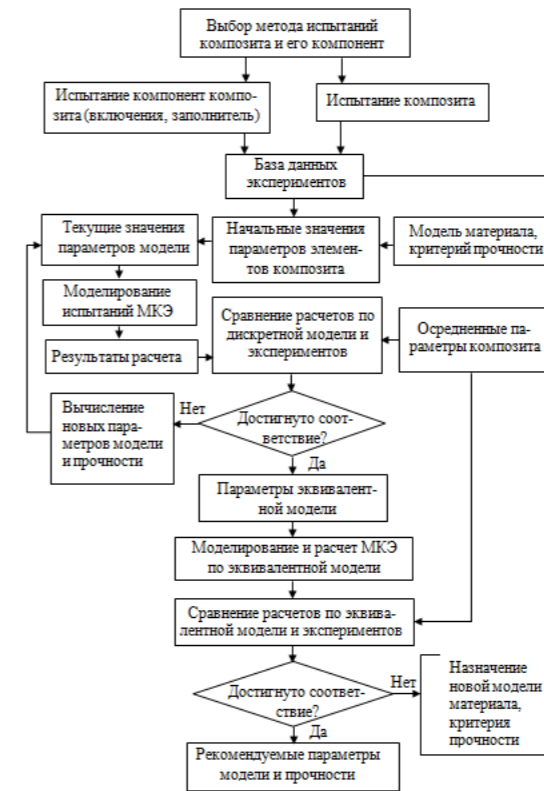 Выбор метода испытаний
композита и его компонент
Испытание компонент компо-
зита (включения, заполнитель)
Испытание композита
База данных
экспериментов
Текущие значения
параметров модели
Начальные значения
параметров элемен-
тов композита
Модель материала,
критерий прочности
Моделирование
испытаний МКЭ
Сравнение расчетов по
дискретной модели и
экспериментов
Осредненные па-
раметры композита
Результаты расчета
Вычисление
новых пара-
метров модели
и прочности
Нет
Достигнуто соот-
ветствие?
Да
Параметры эквивалент-
ной модели
Моделирование и расчет МКЭ
по эквивалентной модели
Сравнение расчетов по эквива-
лентной модели и экспериментов
Достигнуто соответ-
ствие?
Нет
Назначение
новой модели
материала,
критерия
прочности
Да
Рекомендуемые параметры
модели и прочности